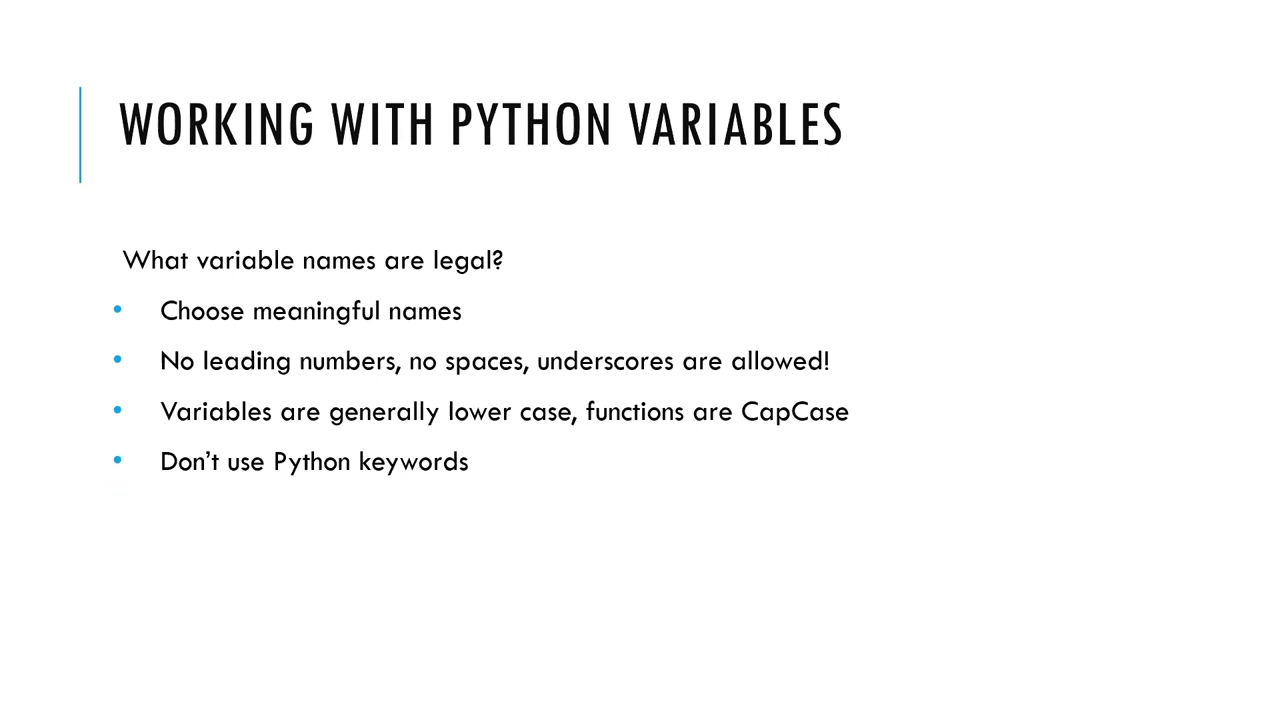 WORKING WITH PYTHON VARIABLES
What variable names are legal?
• Choose meaningful names
• No leading numbers, no spaces, underscores are allowed!
• Variables are generally lower case, functions are CapCase
• Don’t use Python keywords